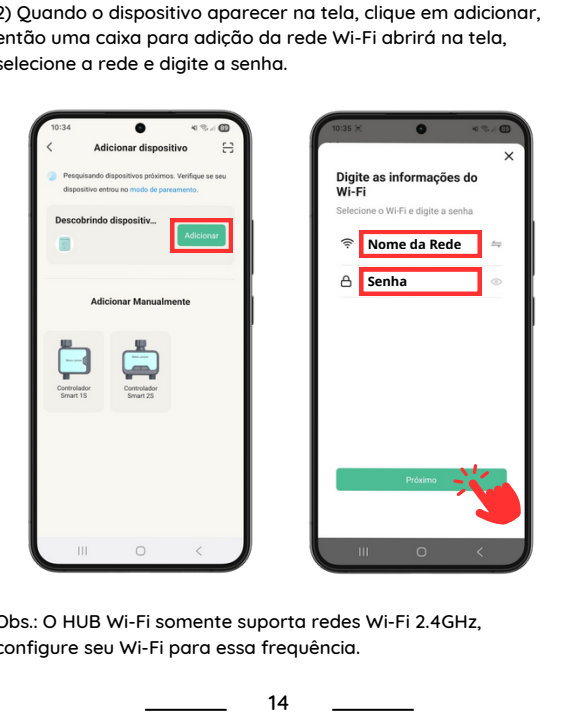 2) Quando o dispositivo aparecer na tela, clique em adicionar,
então uma caixa para adição da rede Wi-Fi abrirá na tela,
selecione a rede e digite a senha.
10:34
Adicionar dispositivo
Pesquisando dispositivos próximos. Verifique se seu
dispositivo entrou no modo de pareamento.
Descobrindo dispositiv...
Adicionar
Adicionar Manualmente
Controlador
Smart 1S
Controlador
Smart 2S
10:35
Digite as informações do
Wi-Fi
Selecione o Wi-Fi e digite a senha
Nome da Rede
Senha
Próximo
Obs.: O HUB Wi-Fi somente suporta redes Wi-Fi 2.4GHz,
configure seu Wi-Fi para essa frequência.
14